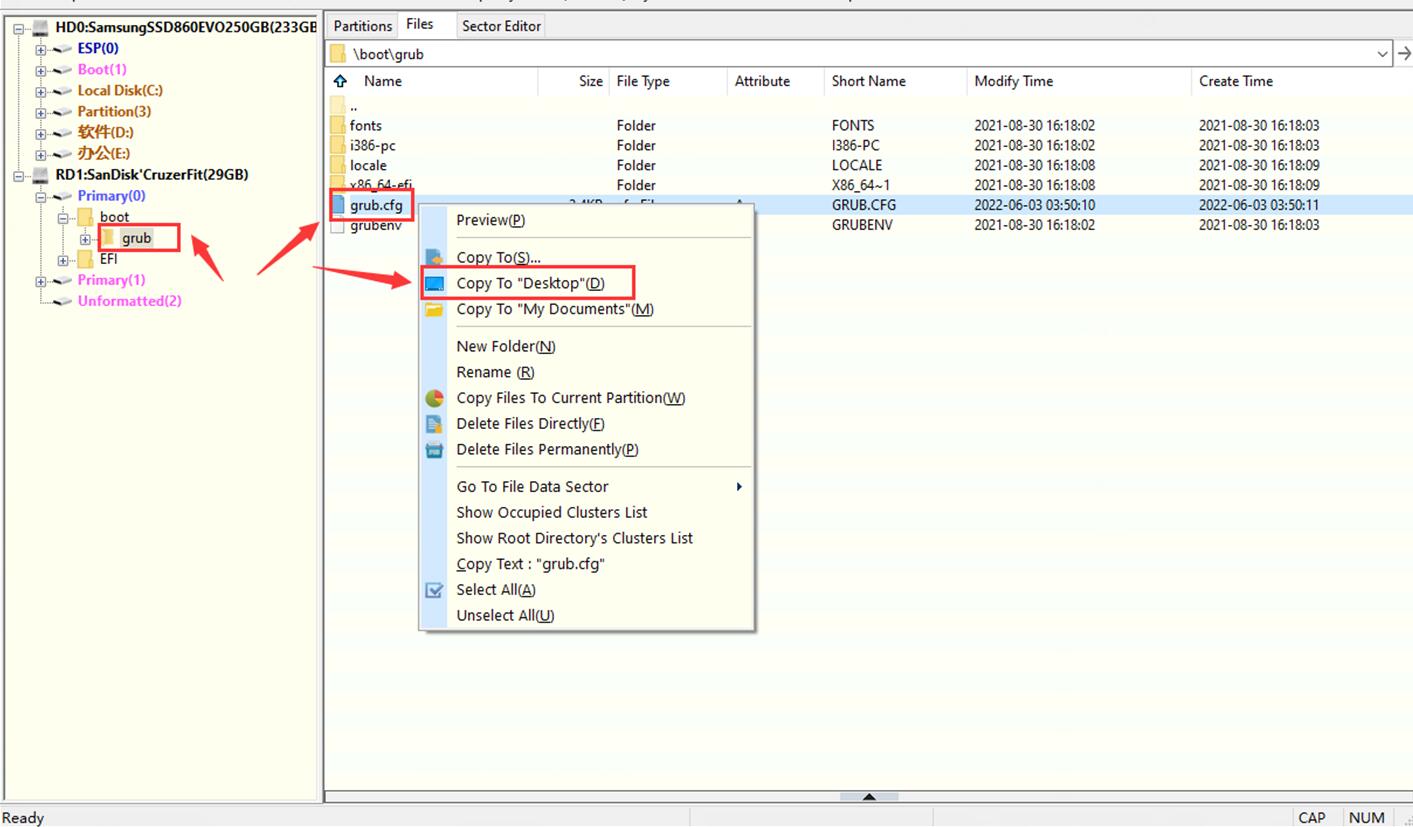 Partitions
Files
Sector Editor
\boot\grub
HD0:SamsungSSD860EVO250GB(233GB
ESP(0)
Boot(1)
Local Disk(C:)
Partition(3)
软件(D:)
办公(E:)
RD1:SanDisk'CruzerFit(29GB)
Primary(0)
boot
grub
EFI
Primary(1)
Unformatted(2)
Name Size File Type Attribute Short Name Modify Time Create Time
..
fonts Folder FONTS 2021-08-30 16:18:02 2021-08-30 16:18:03
i386-pc Folder I386-PC 2021-08-30 16:18:02 2021-08-30 16:18:03
locale Folder LOCALE 2021-08-30 16:18:08 2021-08-30 16:18:09
x86_64-efi Folder X86_64~1 2021-08-30 16:18:08 2021-08-30 16:18:09
grub.cfg GRUB.CFG 2022-06-03 03:50:10 2022-06-03 03:50:11
grubenv GRUBENV 2021-08-30 16:18:02 2021-08-30 16:18:03
Preview(P)
Copy To(S)...
Copy To "Desktop"(D)
Copy To "My Documents"(M)
New Folder(N)
Rename (R)
Copy Files To Current Partition(W)
Delete Files Directly(F)
Delete Files Permanently(P)
Go To File Data Sector
Show Occupied Clusters List
Show Root Directory's Clusters List
Copy Text : "grub.cfg"
Select All(A)
Unselect All(U)
Ready
CAP NUM